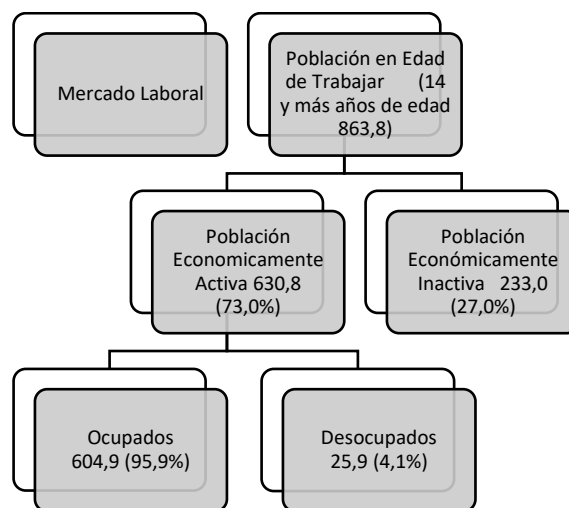 Mercado Laboral
Población en Edad
de Trabajar (14
y más años de edad
863,8)
Población
Economicamente
Activa 630,8
(73,0%)
Población
Económicamente
Inactiva 233,0
(27,0%)
Ocupados
604,9 (95,9%)
Desocupados
25,9 (4,1%)